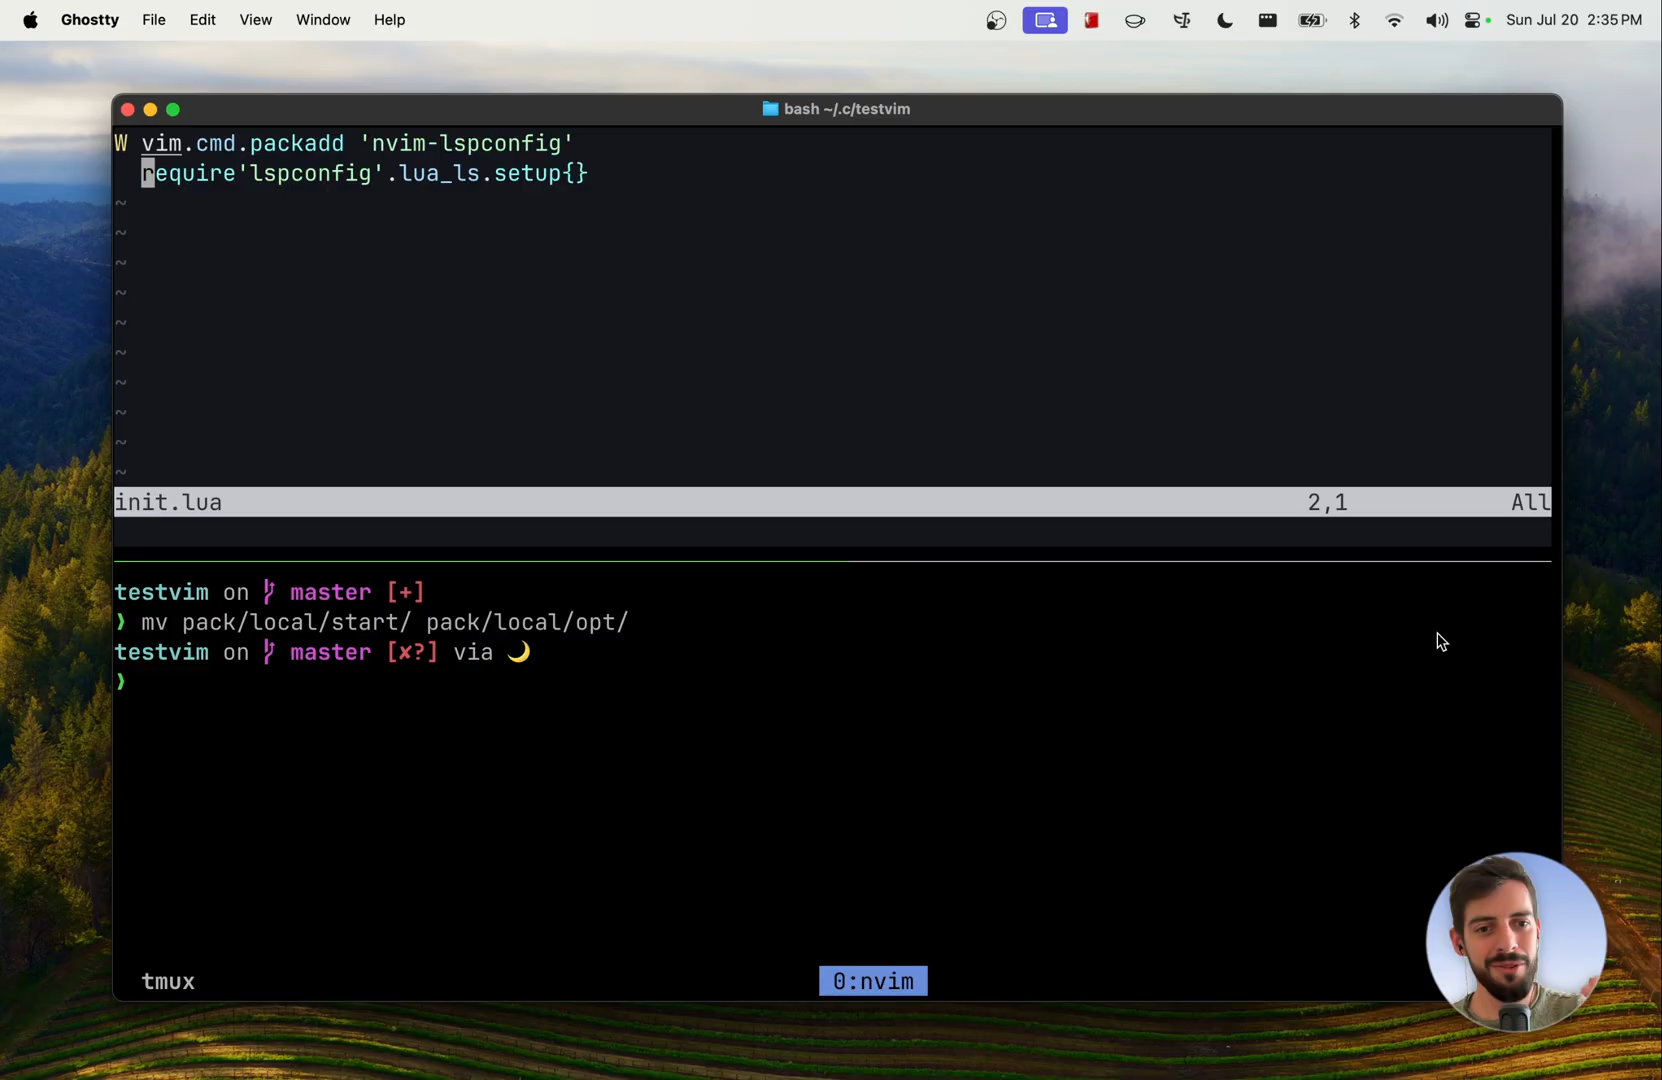 Ghostty File Edit View Window Help Sun Jul 20 2:35 PM
bash ~/.c/testvim
W vim.cmd.packadd 'nvim-lspconfig'
require'lspconfig'.lua_ls.setup{}
~
~
~
~
~
~
~
~
~
~
init.lua 2,1 All
testvim on master [+]
❯ mv pack/local/start/ pack/local/opt/
testvim on master [✘?] via 🌙
❯
tmux 0:nvim